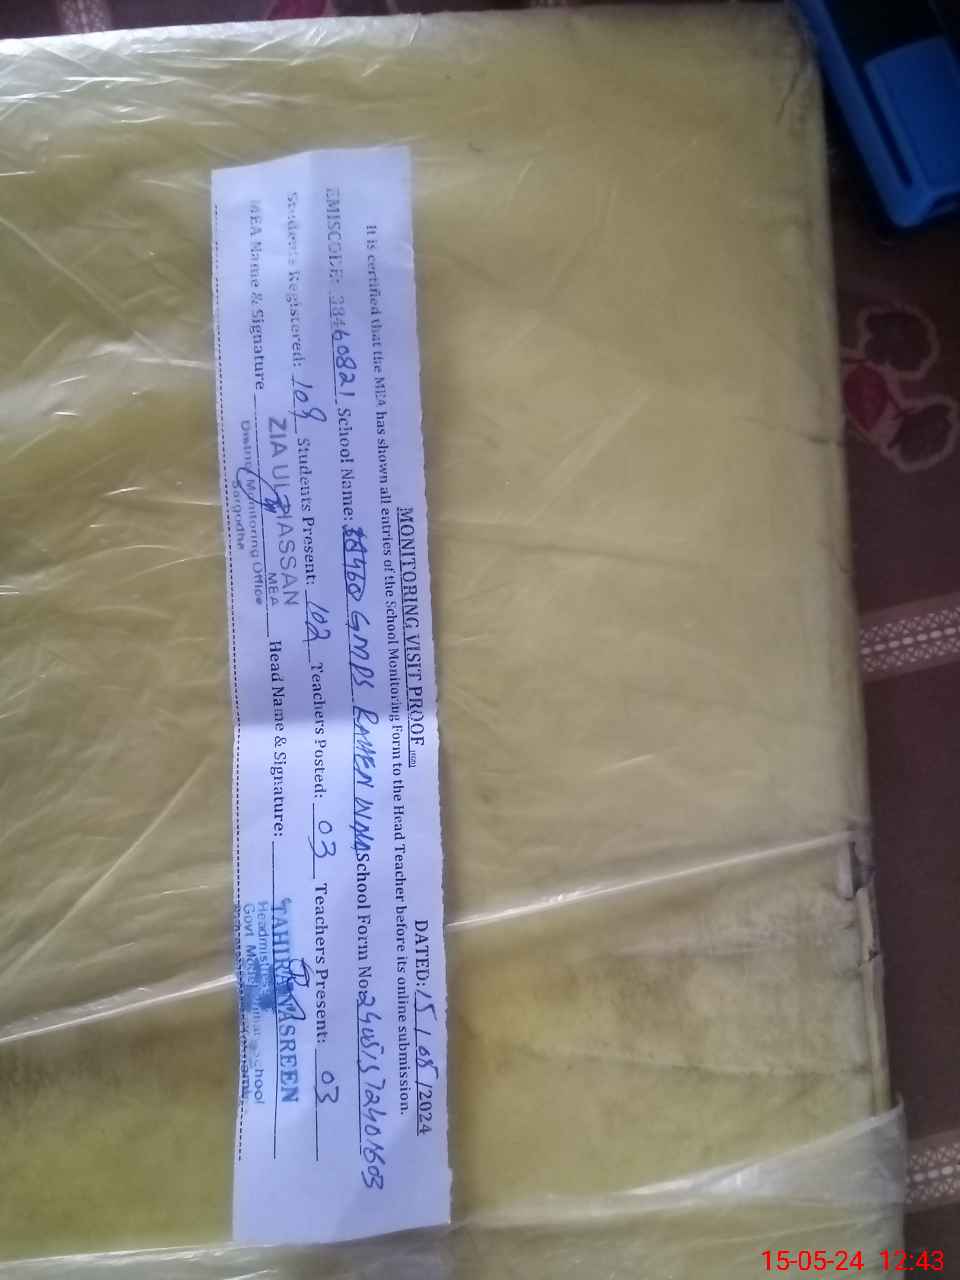 MONITORING VISIT PROOF
DATED: 15/05/2024
It is certified that the MEA has shown all entries of the School Monitoring Form to the Head Teacher before its online submission.
EMISCODE: 38460821 School Name: GMPS School Form No:
Students Registered: 109 Students Present: 102 Teachers Posted: 03 Teachers Present: 03
MEA Name & Signature Head Name & Signature:
ZIA UL HASSAN
MEA
District Monitoring Office
Sargodha
TAHIRA NASREEN
Headmistress
Govt School
15-05-24 12:43